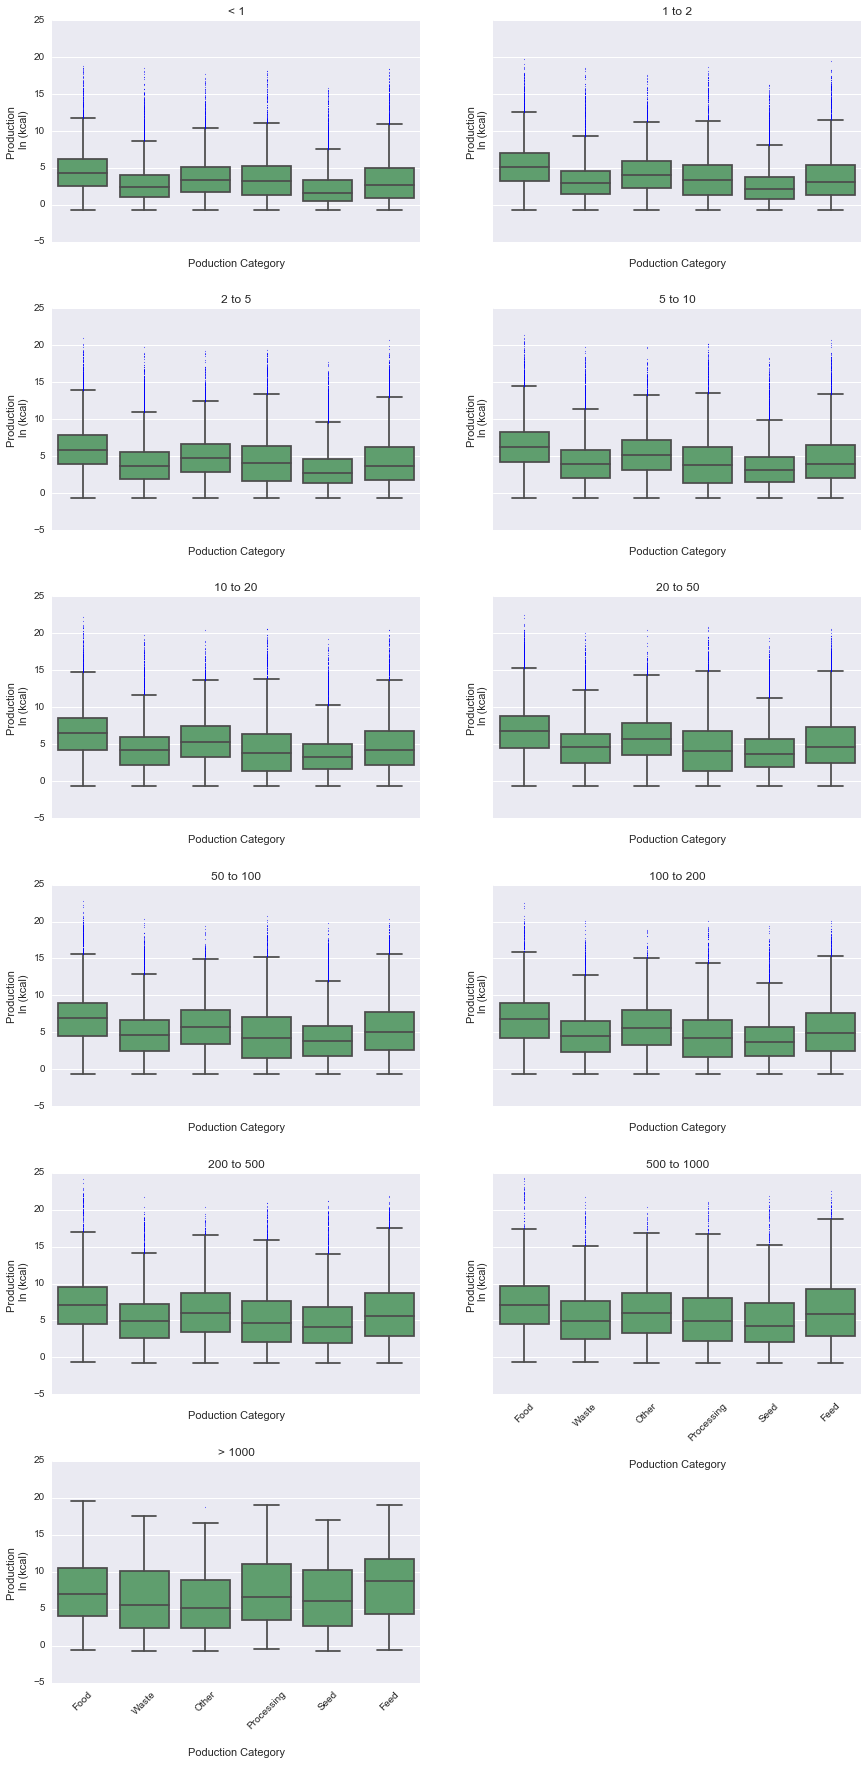 < 1
25
20
15
10
5
0
−5
Production
ln (kcal)
Poduction Category
1 to 2
Production
ln (kcal)
Poduction Category
2 to 5
25
20
15
10
5
0
−5
Production
ln (kcal)
Poduction Category
5 to 10
Production
ln (kcal)
Poduction Category
10 to 20
25
20
15
10
5
0
−5
Production
ln (kcal)
Poduction Category
20 to 50
Production
ln (kcal)
Poduction Category
50 to 100
25
20
15
10
5
0
−5
Production
ln (kcal)
Poduction Category
100 to 200
Production
ln (kcal)
Poduction Category
200 to 500
25
20
15
10
5
0
−5
Production
ln (kcal)
Poduction Category
500 to 1000
Production
ln (kcal)
Food
Waste
Other
Processing
Seed
Feed
Poduction Category
> 1000
25
20
15
10
5
0
−5
Production
ln (kcal)
Food
Waste
Other
Processing
Seed
Feed
Poduction Category